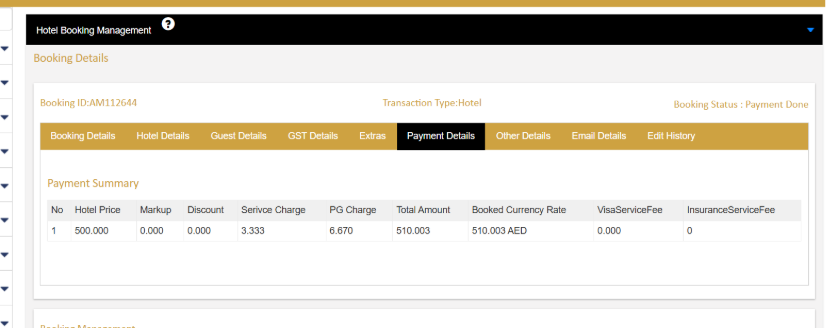 Hotel Booking Management ?
Booking Details
Booking ID:AM112644 Transaction Type:Hotel Booking Status : Payment Done
Booking Details Hotel Details Guest Details GST Details Extras Payment Details Other Details Email Details Edit History
Payment Summary
No Hotel Price Markup Discount Serivce Charge PG Charge Total Amount Booked Currency Rate VisaServiceFee InsuranceServiceFee
1 500.000 0.000 0.000 3.333 6.670 510.003 510.003 AED 0.000 0
Booking Management